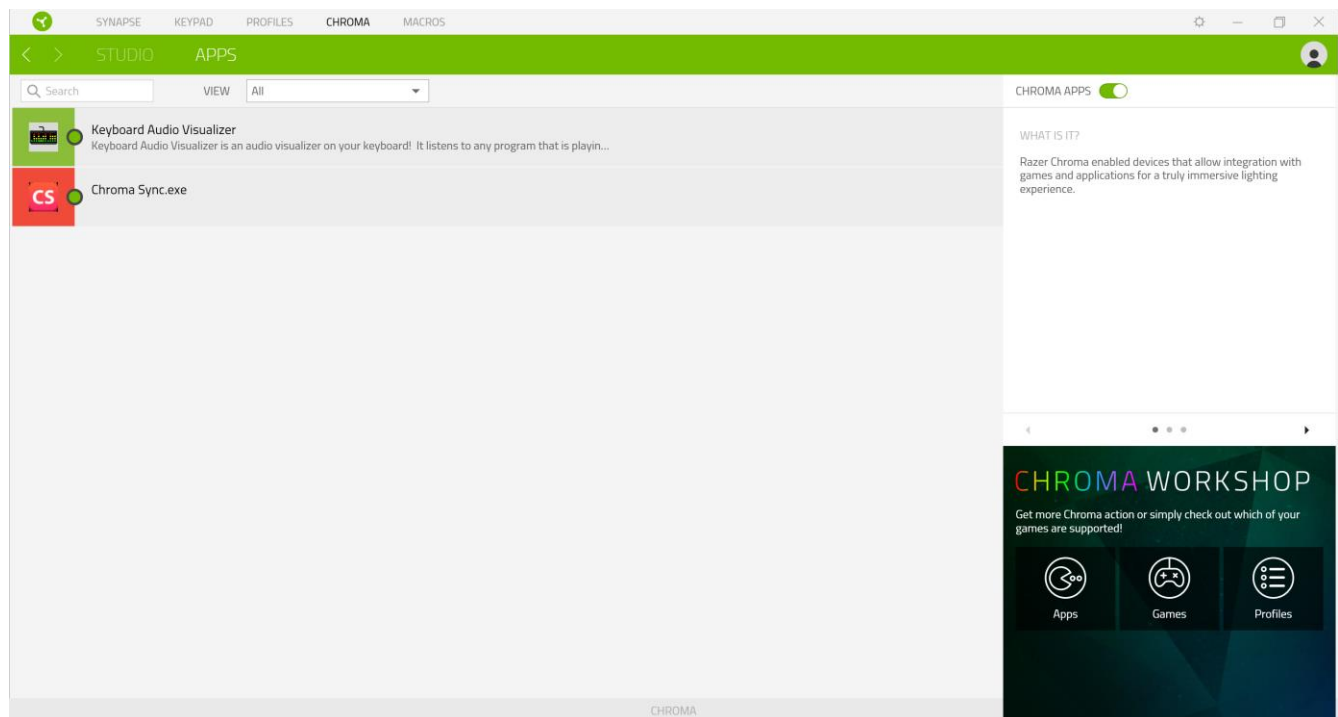 SYNAPSE KEYPAD PROFILES CHROMA MACROS
STUDIO APPS
Search VIEW All
CHROMA APPS
Keyboard Audio Visualizer
Keyboard Audio Visualizer is an audio visualizer on your keyboard! It listens to any program that is playin...
CS Chroma Sync.exe
WHAT IS IT?
Razer Chroma enabled devices that allow integration with
games and applications for a truly immersive lighting
experience.
CHROMA WORKSHOP
Get more Chroma action or simply check out which of your
games are supported!
Apps Games Profiles
CHROMA